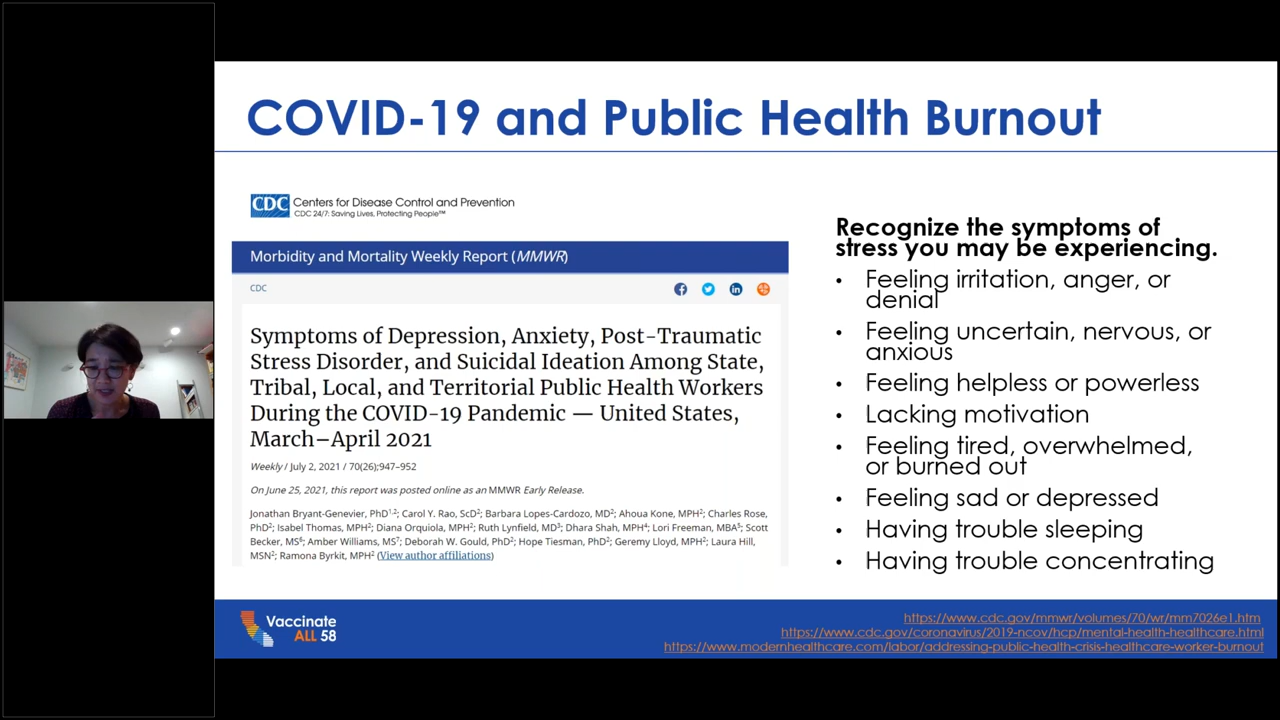 COVID-19 and Public Health Burnout
CDC Centers for Disease Control and Prevention
CDC 24/7: Saving Lives, Protecting People™
Morbidity and Mortality Weekly Report (MMWR)
CDC
Symptoms of Depression, Anxiety, Post-Traumatic
Stress Disorder, and Suicidal Ideation Among State,
Tribal, Local, and Territorial Public Health Workers
During the COVID-19 Pandemic — United States,
March–April 2021
Weekly / July 2, 2021 / 70(26);947–952
On June 25, 2021, this report was posted online as an MMWR Early Release.
Jonathan Bryant-Genevier, PhD1,2; Carol Y. Rao, ScD2; Barbara Lopes-Cardozo, MD2; Ahoua Kone, MPH2; Charles Rose,
PhD2; Isabel Thomas, MPH2; Diana Orquiola, MPH2; Ruth Lynfield, MD3; Dhara Shah, MPH4; Lori Freeman, MBA5; Scott
Becker, MS6; Amber Williams, MS7; Deborah W. Gould, PhD2; Hope Tiesman, PhD2; Geremy Lloyd, MPH2; Laura Hill,
MSN2; Ramona Byrkit, MPH2 (View author affiliations)
Recognize the symptoms of
stress you may be experiencing.
• Feeling irritation, anger, or
denial
• Feeling uncertain, nervous, or
anxious
• Feeling helpless or powerless
• Lacking motivation
• Feeling tired, overwhelmed,
or burned out
• Feeling sad or depressed
• Having trouble sleeping
• Having trouble concentrating
Vaccinate
ALL 58
https://www.cdc.gov/mmwr/volumes/70/wr/mm7026e1.htm
https://www.cdc.gov/coronavirus/2019-ncov/hcp/mental-health-healthcare.html
https://www.modernhealthcare.com/labor/addressing-public-health-crisis-healthcare-worker-burnout